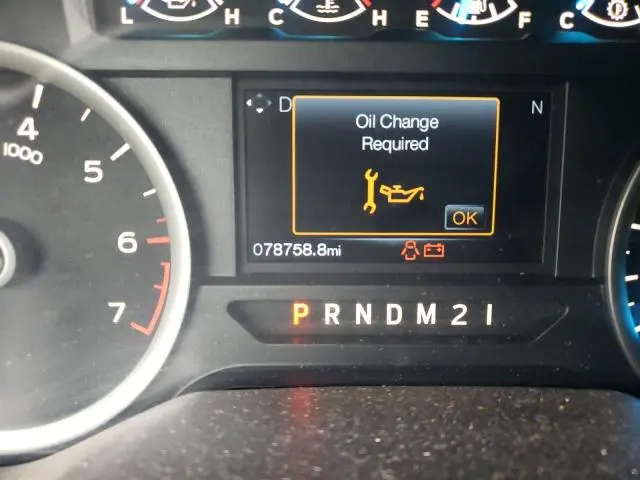 L H C H E F C
4
1000
5
6
7
D
N
Oil Change
Required
OK
078758.8mi
P R N D M 2 1